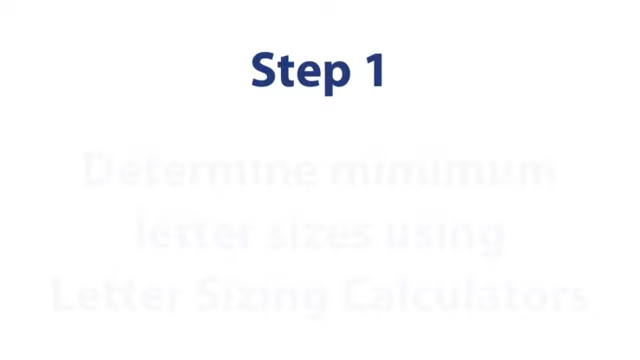 Step 1
Determine minimum
letter sizes using
Letter Sizing Calculators